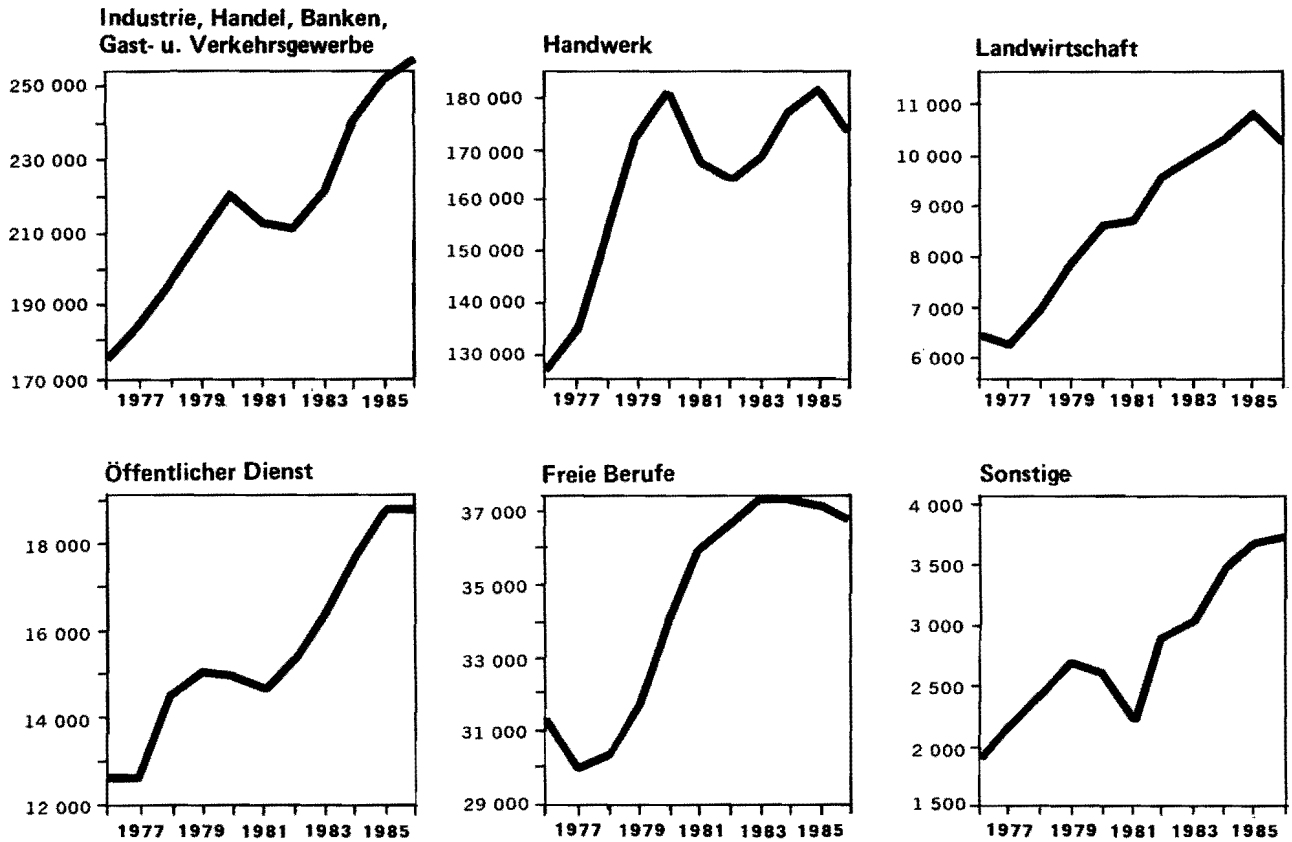 Industrie, Handel, Banken,
Gast- u. Verkehrsgewerbe
250 000
230 000
210 000
190 000
170 000
1977 1979 1981 1983 1985
Handwerk
180 000
170 000
160 000
150 000
140 000
130 000
1977 1979 1981 1983 1985
Landwirtschaft
11 000
10 000
9 000
8 000
7 000
6 000
1977 1979 1981 1983 1985
Öffentlicher Dienst
18 000
16 000
14 000
12 000
1977 1979 1981 1983 1985
Freie Berufe
37 000
35 000
33 000
31 000
29 000
1977 1979 1981 1983 1985
Sonstige
4 000
3 500
3 000
2 500
2 000
1 500
1977 1979 1981 1983 1985